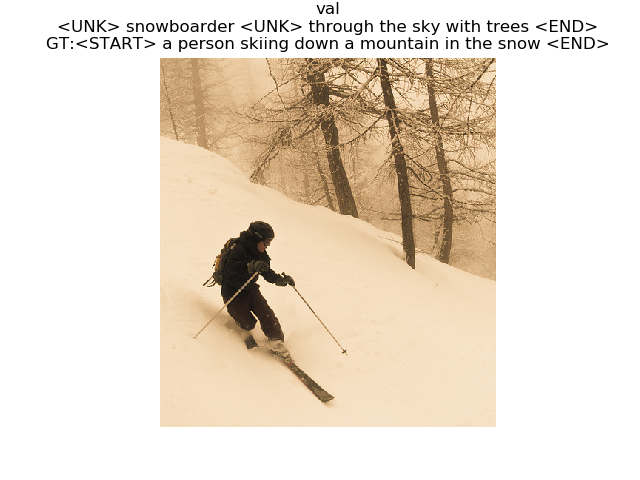 val
<UNK> snowboarder <UNK> through the sky with trees <END>
GT:<START> a person skiing down a mountain in the snow <END>